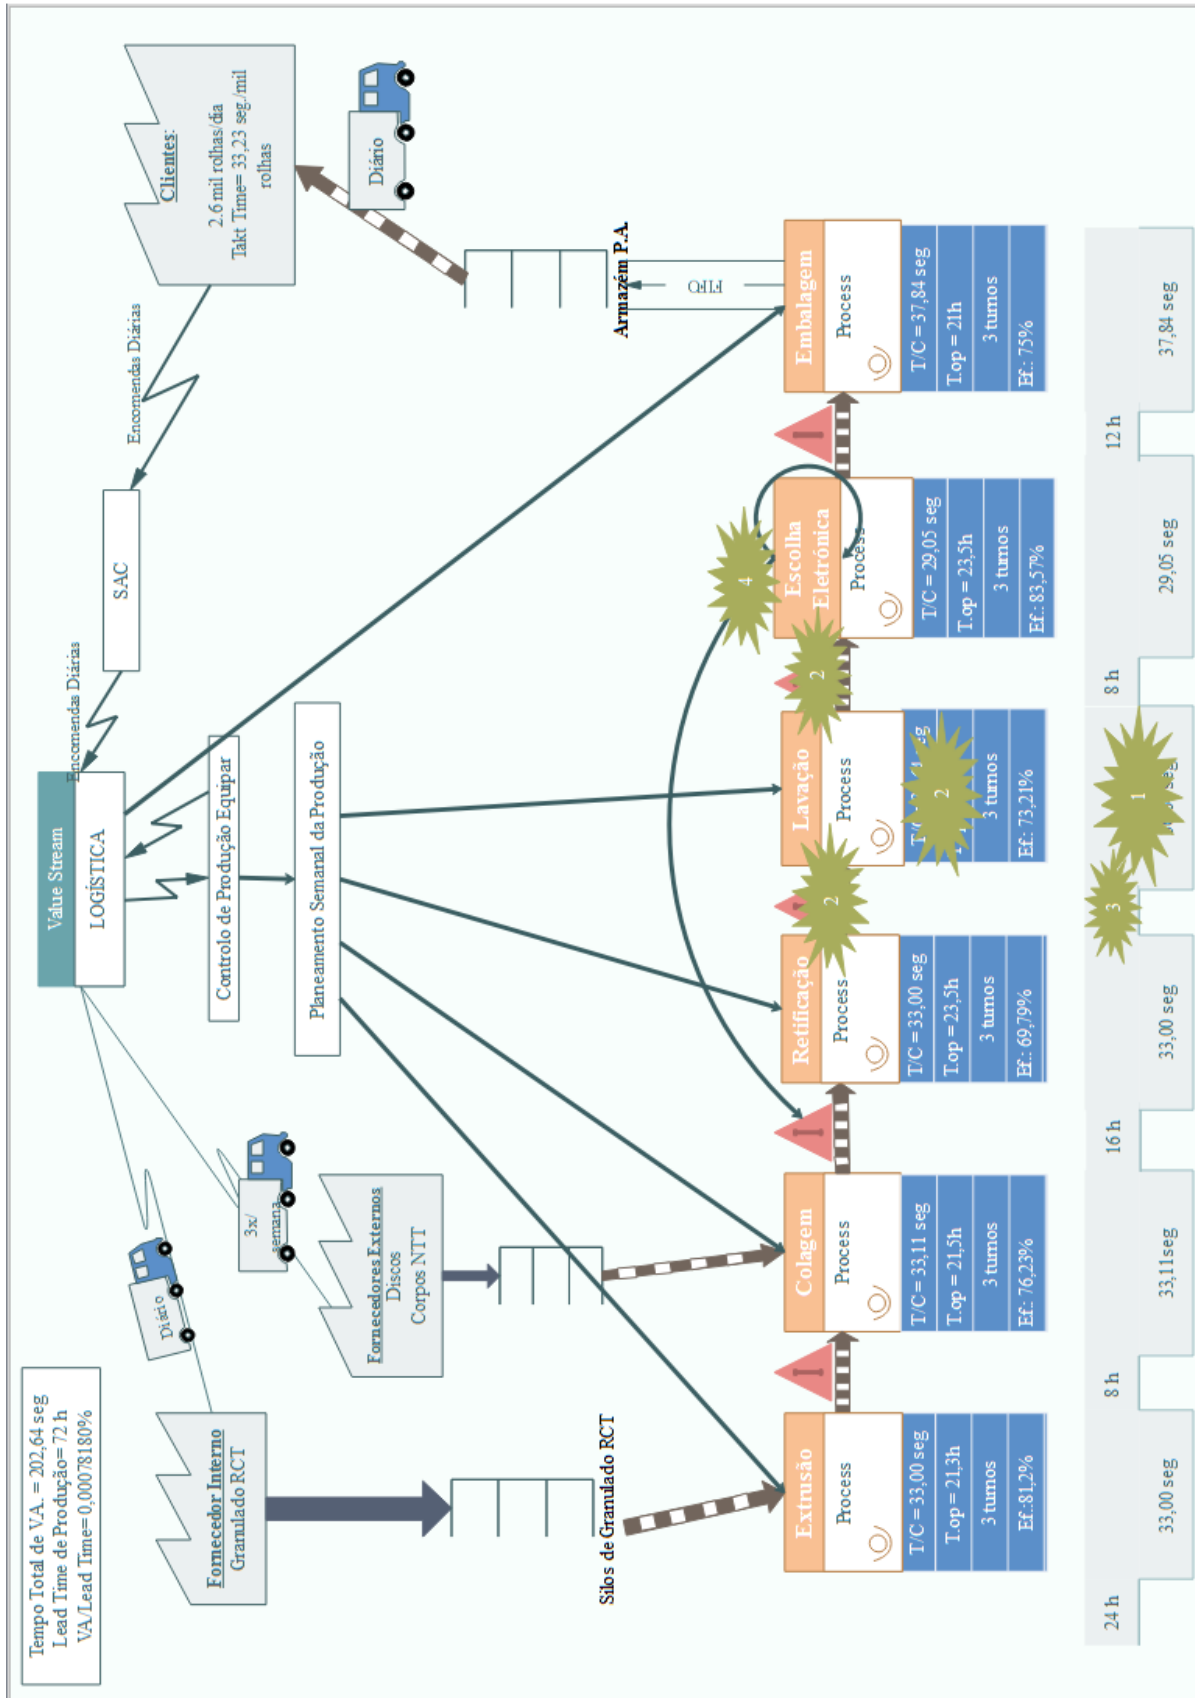 Tempo Total de V.A. = 202,64 seg
Lead Time de Produção= 72 h
VA/Lead Time= 0,00078180%
Value Stream
LOGÍSTICA
Encomendas Diárias
SAC
Encomendas Diárias
Clientes:
2.6 mil rolhas/dia
Takt Time= 33,23 seg./mil
rolhas
Diário
Fornecedor Interno
Granulado RCT
Diário
3x/
semana
Fornecedores Externos
Discos
Corpos NTT
Controlo de Produção Equipar
Planeamento Semanal da Produção
Silos de Granulado RCT
Armazém P.A.
FIFO
Extrusão
Process
T/C = 33,00 seg
T.op = 21,3h
3 turnos
Ef.:81,2%
I
Colagem
Process
T/C = 33,11 seg
T.op = 21,5h
3 turnos
Ef.: 76,23%
I
Retificação
Process
T/C = 33,00 seg
T.op = 23,5h
3 turnos
Ef.: 69,79%
2
Lavação
Process
2
3 turnos
Ef.: 73,21%
2
4
Escolha
Eletrónica
Process
T/C = 29,05 seg
T.op = 23,5h
3 turnos
Ef.: 83,57%
I
Embalagem
Process
T/C = 37,84 seg
T.op = 21h
3 turnos
Ef.: 75%
24 h
33,00 seg
8 h
33,11seg
16 h
33,00 seg
3
1
seg
8 h
29,05 seg
12 h
37,84 seg